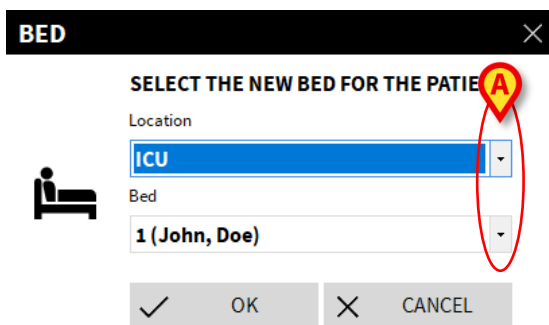 BED
SELECT THE NEW BED FOR THE PATIE
A
Location
ICU
Bed
1 (John, Doe)
OK
CANCEL